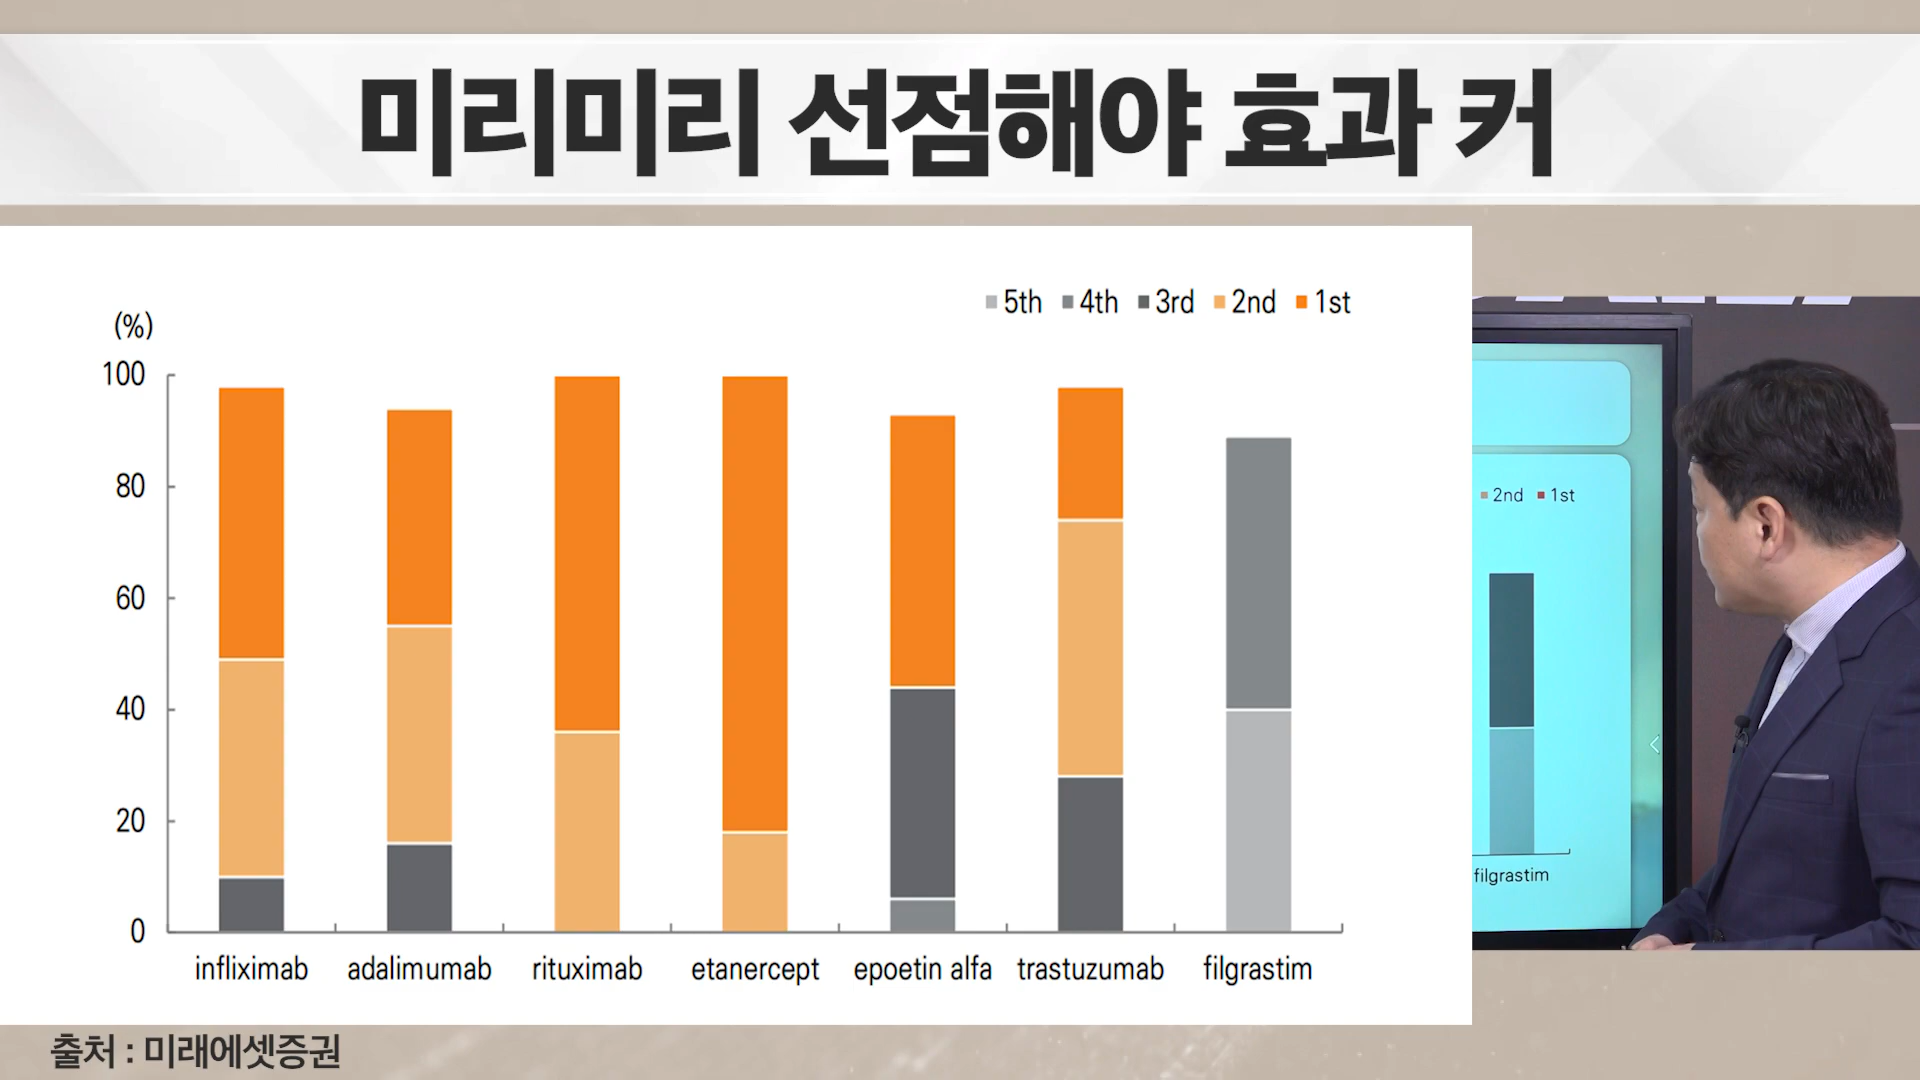 미리미리 선점해야 효과 커
5th 4th 3rd 2nd 1st
(%)
100
80
60
40
20
0
infliximab adalimumab rituximab etanercept epoetin alfa trastuzumab filgrastim
2nd 1st
filgrastim
출처 : 미래에셋증권